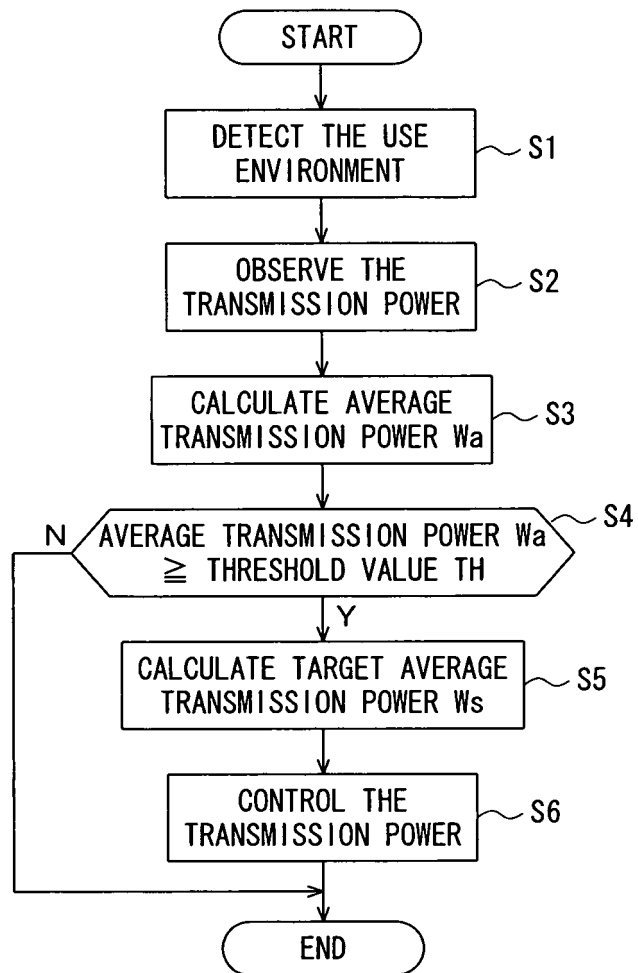 START
DETECT THE USE
ENVIRONMENT
S1
OBSERVE THE
TRANSMISSION POWER
S2
CALCULATE AVERAGE
TRANSMISSION POWER Wa
S3
N
AVERAGE TRANSMISSION POWER Wa
≧ THRESHOLD VALUE TH
S4
Y
CALCULATE TARGET AVERAGE
TRANSMISSION POWER Ws
S5
CONTROL THE
TRANSMISSION POWER
S6
END